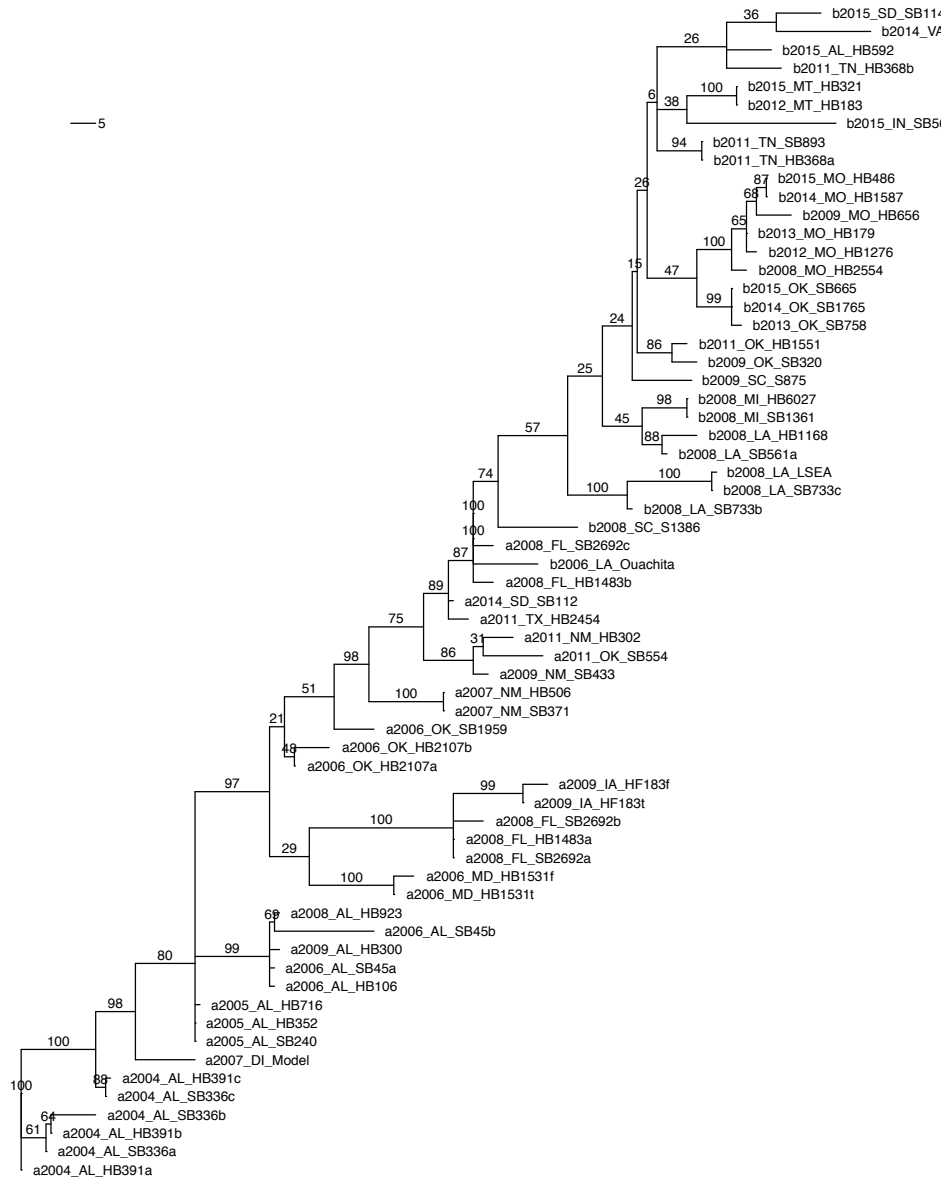 36
b2015_SD_SB114
b2014_VA
26
b2015_AL_HB592
b2011_TN_HB368b
b2015_MT_HB321
100
6
38
b2012_MT_HB183
5
b2015_IN_SB56
b2011_TN_SB893
94
b2011_TN_HB368a
b2015_MO_HB486
87
26
68
b2014_MO_HB1587
b2009_MO_HB656
65
b2013_MO_HB179
100
b2012_MO_HB1276
15
47
b2008_MO_HB2554
b2015_OK_SB665
99
b2014_OK_SB1765
24
b2013_OK_SB758
86
b2011_OK_HB1551
b2009_OK_SB320
25
b2009_SC_S875
98
b2008_MI_HB6027
45
b2008_MI_SB1361
57
88
b2008_LA_HB1168
b2008_LA_SB561a
74
100
b2008_LA_LSEA
100
b2008_LA_SB733c
100
b2008_LA_SB733b
b2008_SC_S1386
100
87
a2008_FL_SB2692c
b2006_LA_Ouachita
89
a2008_FL_HB1483b
a2014_SD_SB112
75
a2011_TX_HB2454
31
a2011_NM_HB302
86
a2011_OK_SB554
98
a2009_NM_SB433
51
100
a2007_NM_HB506
a2007_NM_SB371
21
a2006_OK_SB1959
48
a2006_OK_HB2107b
a2006_OK_HB2107a
97
99
a2009_IA_HF183f
a2009_IA_HF183t
100
a2008_FL_SB2692b
a2008_FL_HB1483a
29
a2008_FL_SB2692a
100
a2006_MD_HB1531f
a2006_MD_HB1531t
69
a2008_AL_HB923
a2006_AL_SB45b
99
a2009_AL_HB300
80
a2006_AL_SB45a
a2006_AL_HB106
98
a2005_AL_HB716
a2005_AL_HB352
100
a2005_AL_SB240
a2007_DI_Model
100
88
a2004_AL_HB391c
a2004_AL_SB336c
64
a2004_AL_SB336b
61
a2004_AL_HB391b
a2004_AL_SB336a
a2004_AL_HB391a